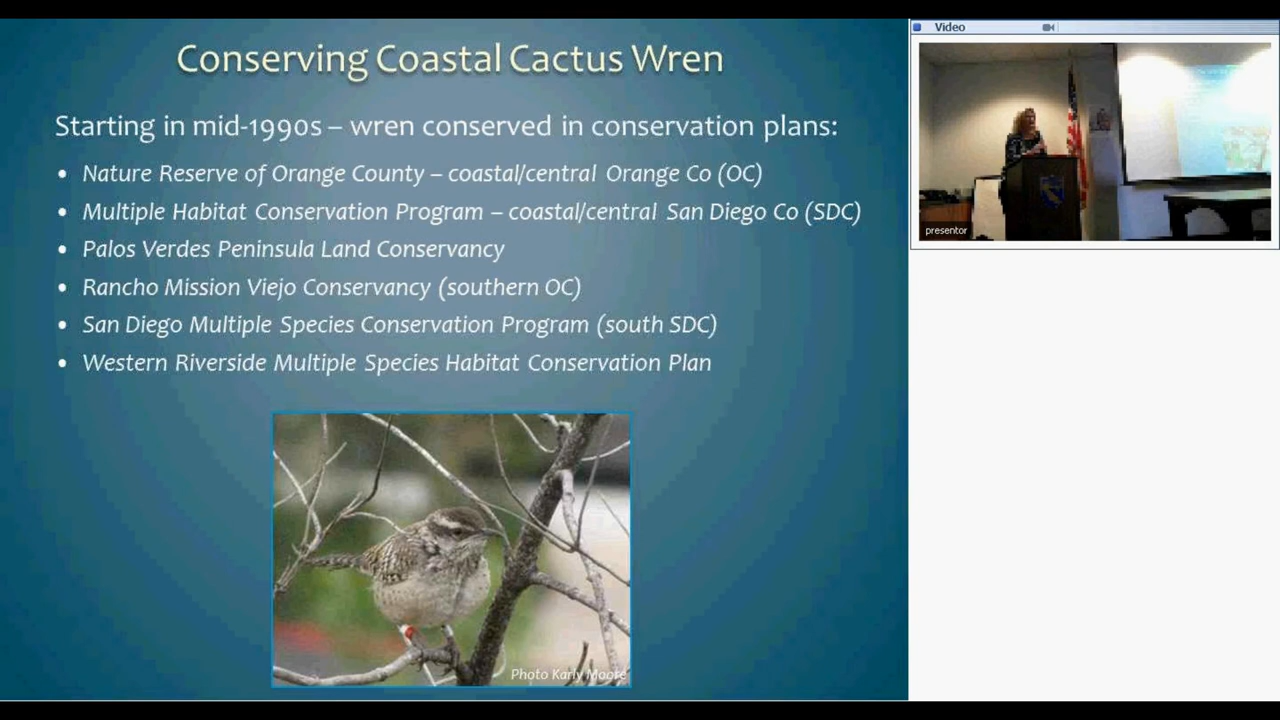 Conserving Coastal Cactus Wren
Starting in mid-1990s – wren conserved in conservation plans:
• Nature Reserve of Orange County – coastal/central Orange Co (OC)
• Multiple Habitat Conservation Program – coastal/central San Diego Co (SDC)
• Palos Verdes Peninsula Land Conservancy
• Rancho Mission Viejo Conservancy (southern OC)
• San Diego Multiple Species Conservation Program (south SDC)
• Western Riverside Multiple Species Habitat Conservation Plan
Photo Karly Moore
Video
presentor